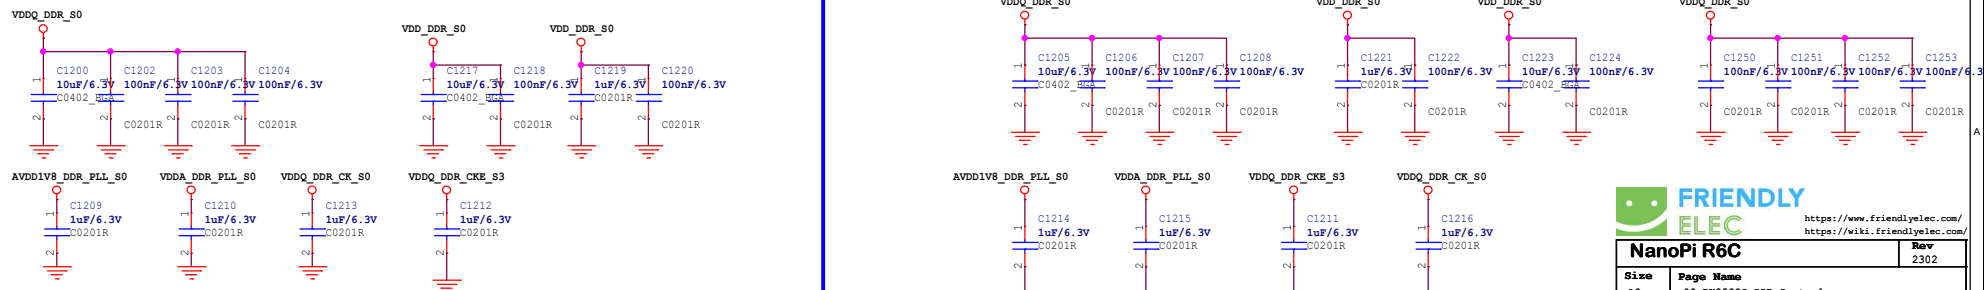 VDDQ_DDR_S0
VDD_DDR_S0 VDD_DDR_S0
VDDQ_DDR_S0 VDD_DDR_S0 VDD_DDR_S0 VDDQ_DDR_S0
C1200 C1202 C1203 C1204
10uF/6.3V 100nF/6.3V 100nF/6.3V 100nF/6.3V
C0402_BGA
C0201R C0201R C0201R
C1217 C1218 C1219 C1220
10uF/6.3V 100nF/6.3V 1uF/6.3V 100nF/6.3V
C0402_BGA C0201R
C0201R C0201R
C1205 C1206 C1207 C1208
10uF/6.3V 100nF/6.3V 100nF/6.3V 100nF/6.3V
C0402_BGA
C0201R C0201R C0201R
C1221 C1222 C1223 C1224
1uF/6.3V 100nF/6.3V 10uF/6.3V 100nF/6.3V
C0201R C0402_BGA
C0201R C0201R
C1250 C1251 C1252 C1253
100nF/6.3V 100nF/6.3V 100nF/6.3V 100nF/6.3
C0201R C0201R C0201R C0201R
A
AVDD1V8_DDR_PLL_S0 VDDA_DDR_PLL_S0 VDDQ_DDR_CK_S0 VDDQ_DDR_CKE_S3
C1209 C1210 C1213 C1212
1uF/6.3V 1uF/6.3V 1uF/6.3V 1uF/6.3V
C0201R C0201R C0201R C0201R
AVDD1V8_DDR_PLL_S0 VDDA_DDR_PLL_S0 VDDQ_DDR_CKE_S3 VDDQ_DDR_CK_S0
C1214 C1215 C1211 C1216
1uF/6.3V 1uF/6.3V 1uF/6.3V 1uF/6.3V
C0201R C0201R C0201R C0201R
FRIENDLY
ELEC
https://www.friendlyelec.com/
https://wiki.friendlyelec.com/
NanoPi R6C
Rev
2302
Size Page Name